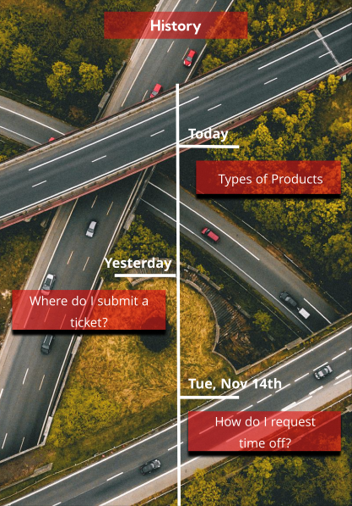 History
Today
Types of Products
Yesterday
Where do I submit a
ticket?
Tue, Nov 14th
How do I request
time off?